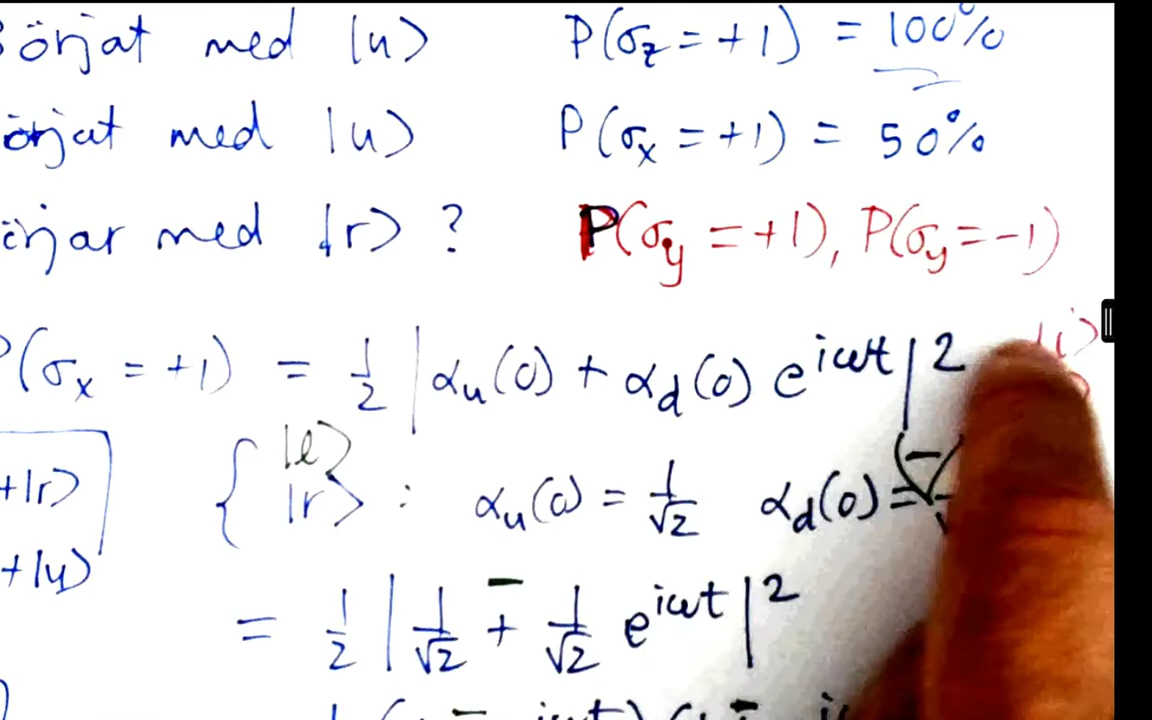 örjat med |u⟩ P(σz = +1) = 100%
örjat med |u⟩ P(σx = +1) = 50%
örjar med |r⟩ ? P(σy = +1), P(σy = -1)
P(σx = +1) = 1/2 |αu(0) + αd(0) e^{iωt}|^2 |i⟩
{ |l⟩
+|r⟩ |r⟩ : αu(0) = 1/√2 αd(0) = (-)
+|u⟩
= 1/2 |1/√2 ∓ 1/√2 e^{iωt}|^2